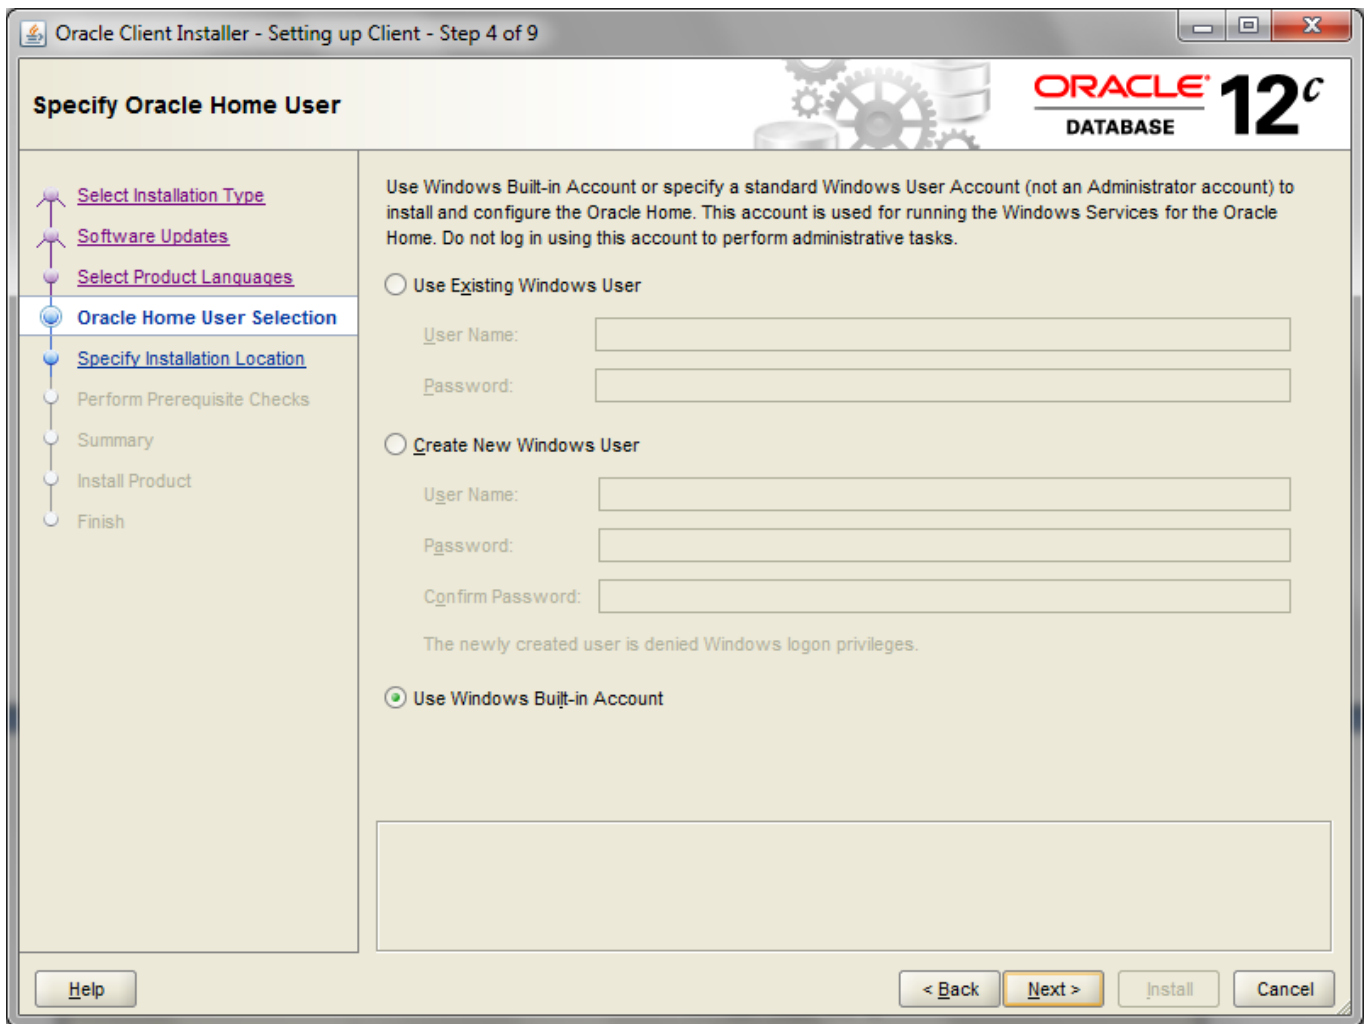 Oracle Client Installer - Setting up Client - Step 4 of 9
Specify Oracle Home User
ORACLE
DATABASE
12c
Select Installation Type
Software Updates
Select Product Languages
Oracle Home User Selection
Specify Installation Location
Perform Prerequisite Checks
Summary
Install Product
Finish
Use Windows Built-in Account or specify a standard Windows User Account (not an Administrator account) to
install and configure the Oracle Home. This account is used for running the Windows Services for the Oracle
Home. Do not log in using this account to perform administrative tasks.
Use Existing Windows User
User Name:
Password:
Create New Windows User
User Name:
Password:
Confirm Password:
The newly created user is denied Windows logon privileges.
Use Windows Built-in Account
Help
< Back
Next >
Install
Cancel